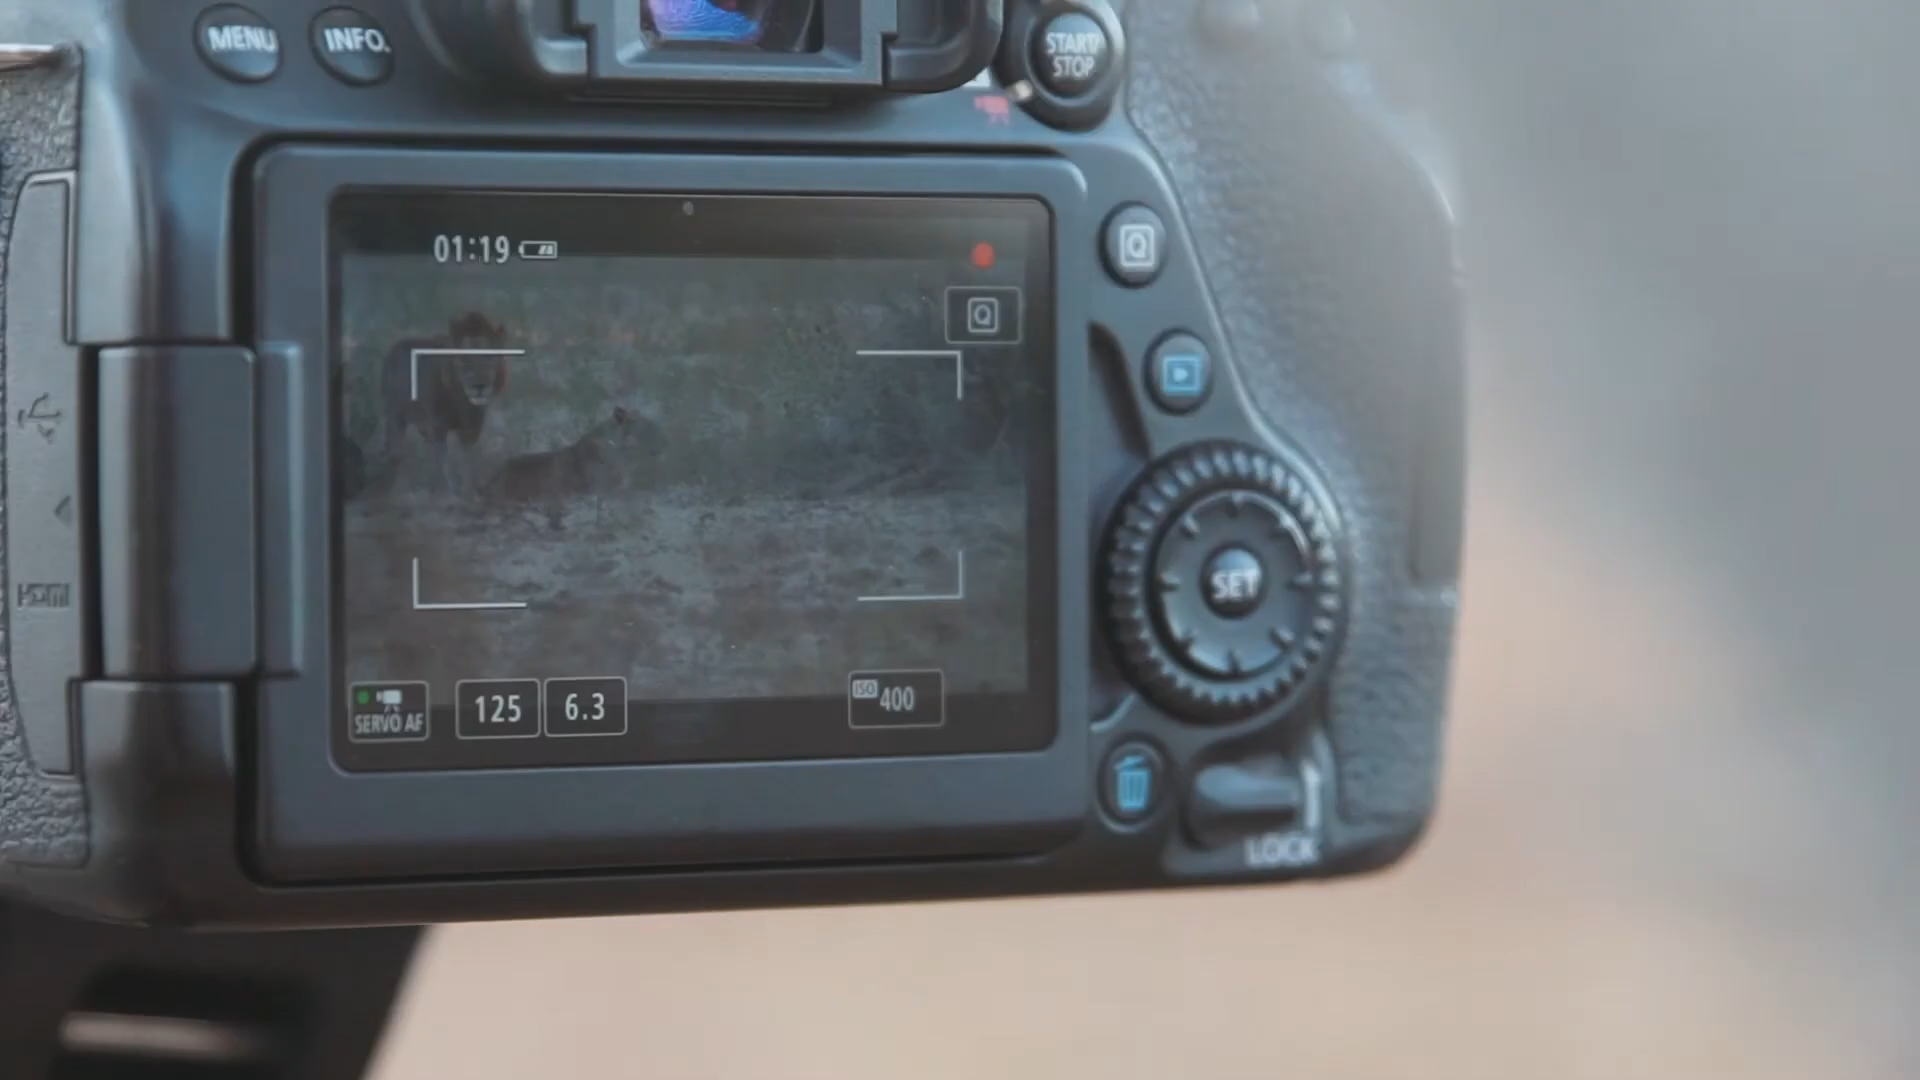 MENU INFO.
START/
STOP
01:19
Q
Q
SET
SERVO AF
125
6.3
ISO 400
HDMI
LOCK